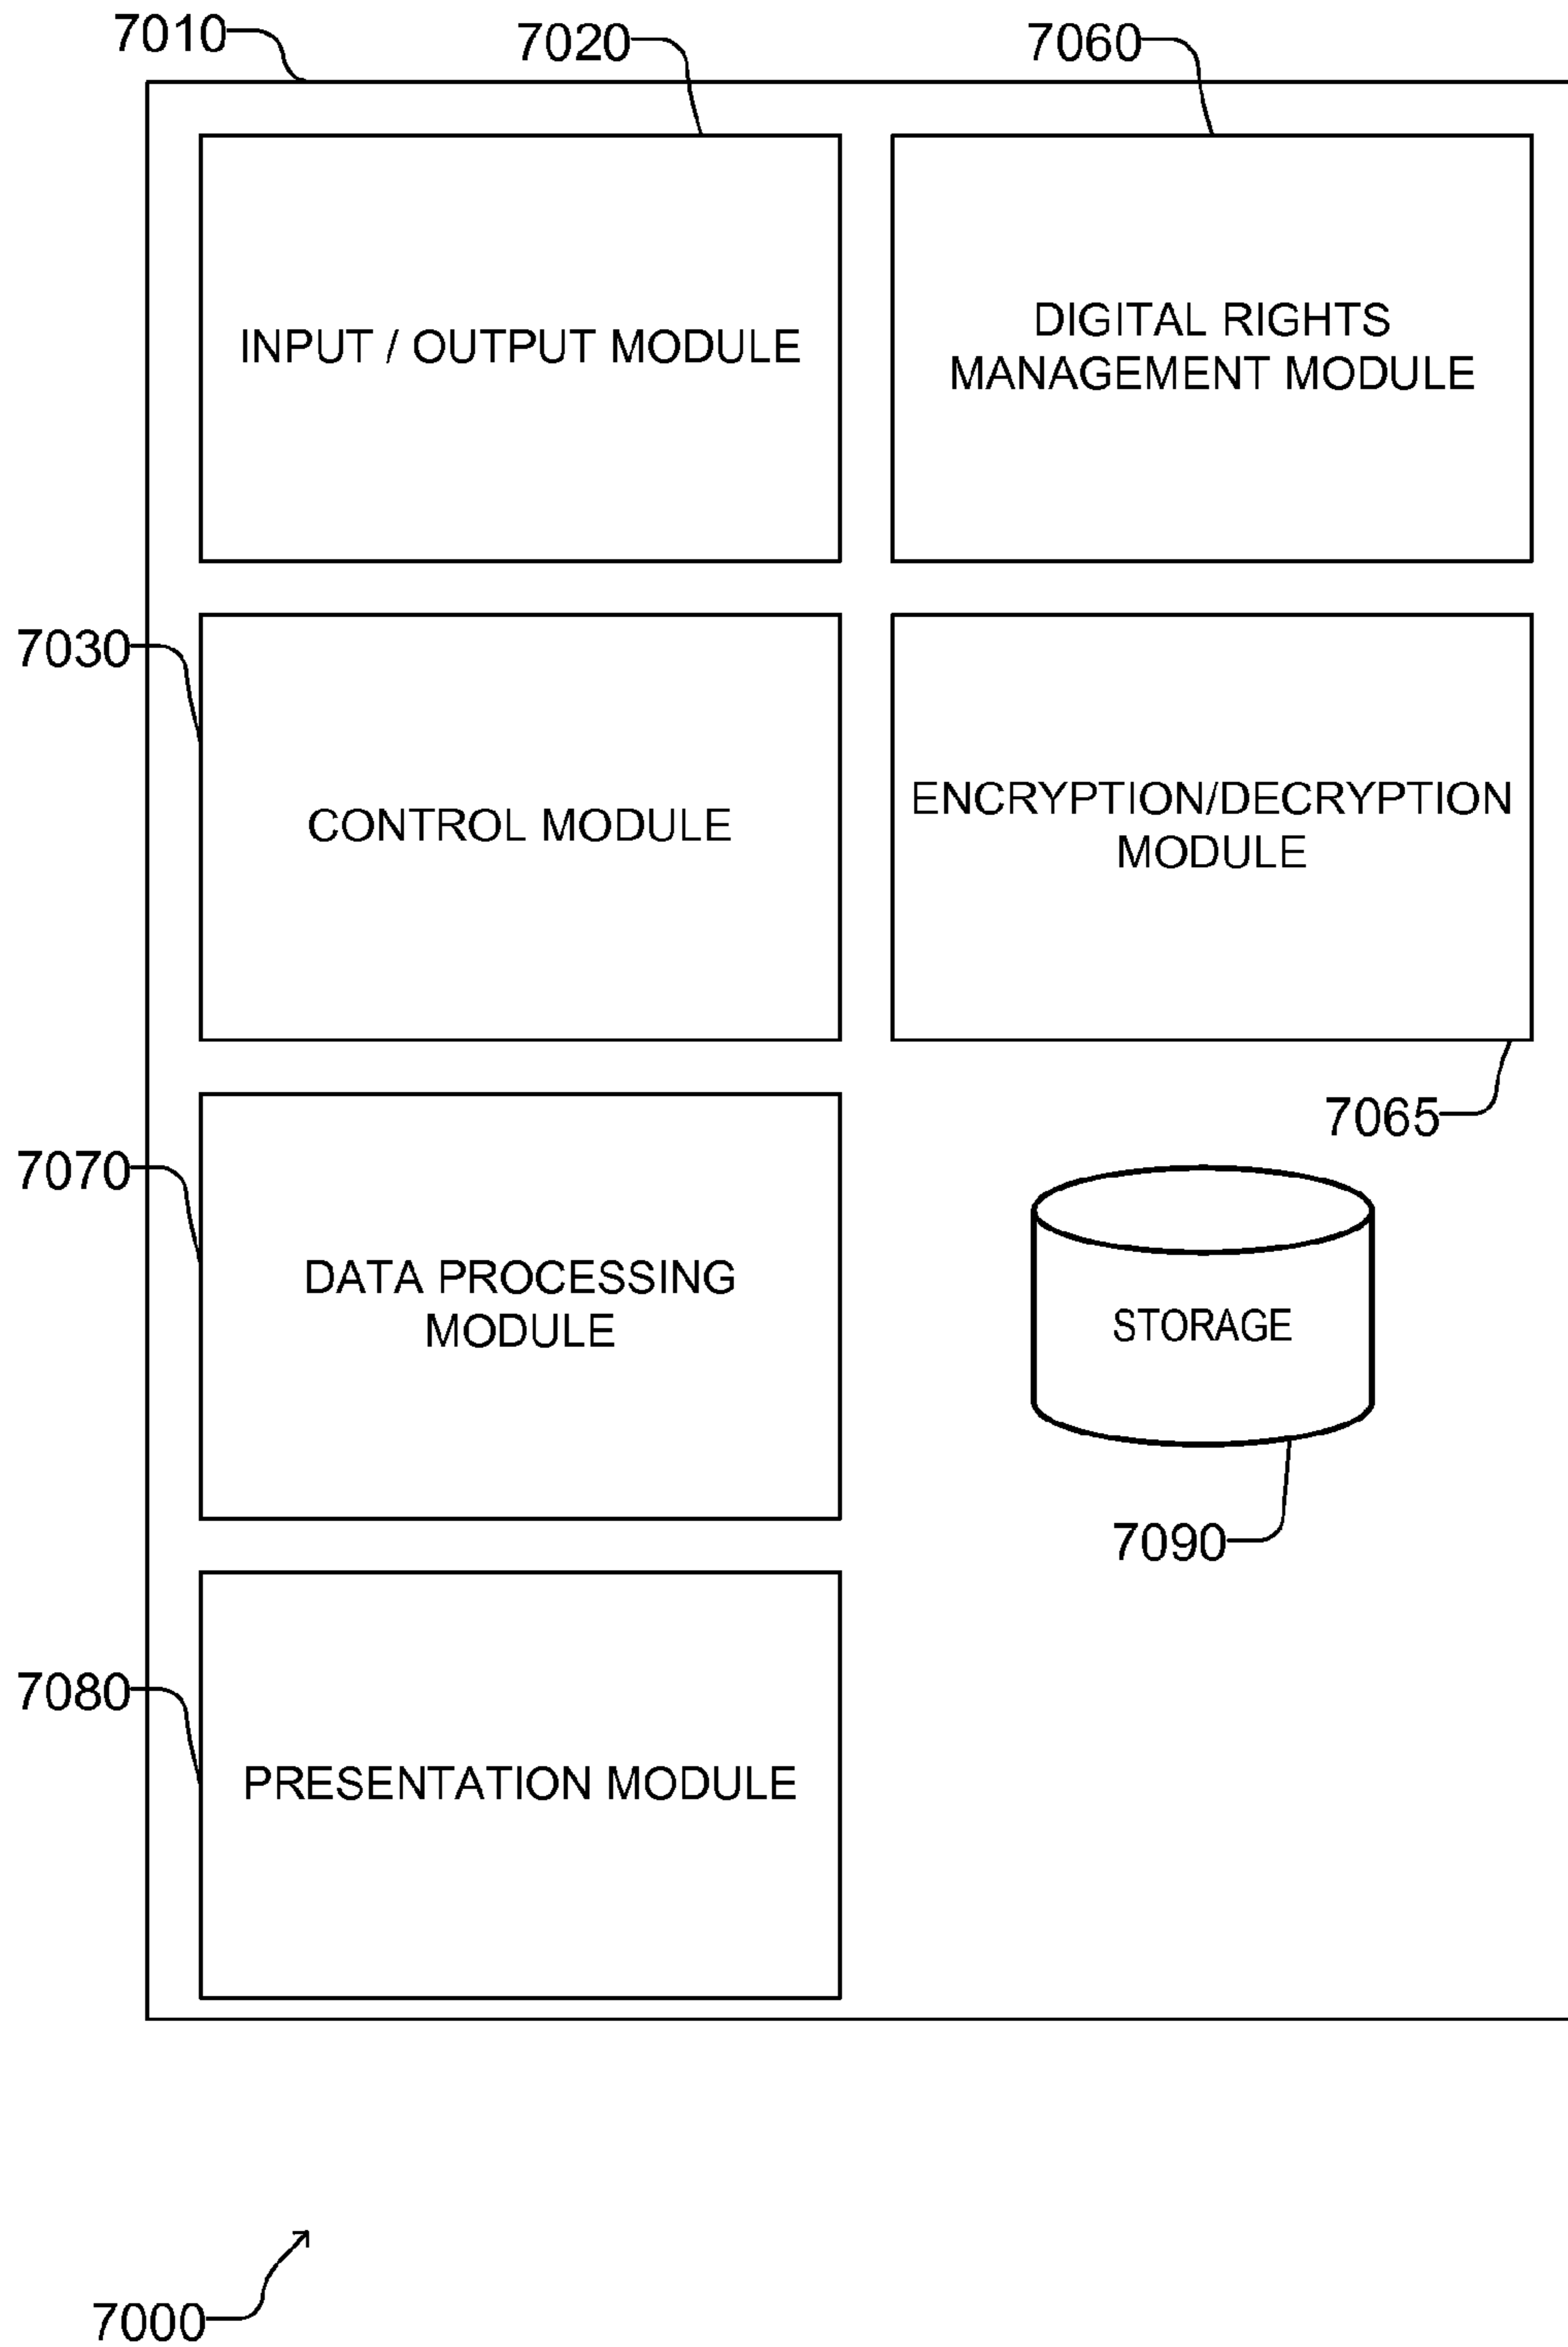 7010
7020
7060
INPUT / OUTPUT MODULE
DIGITAL RIGHTS
MANAGEMENT MODULE
7030
CONTROL MODULE
ENCRYPTION/DECRYPTION
MODULE
7065
7070
DATA PROCESSING
MODULE
STORAGE
7090
7080
PRESENTATION MODULE
7000